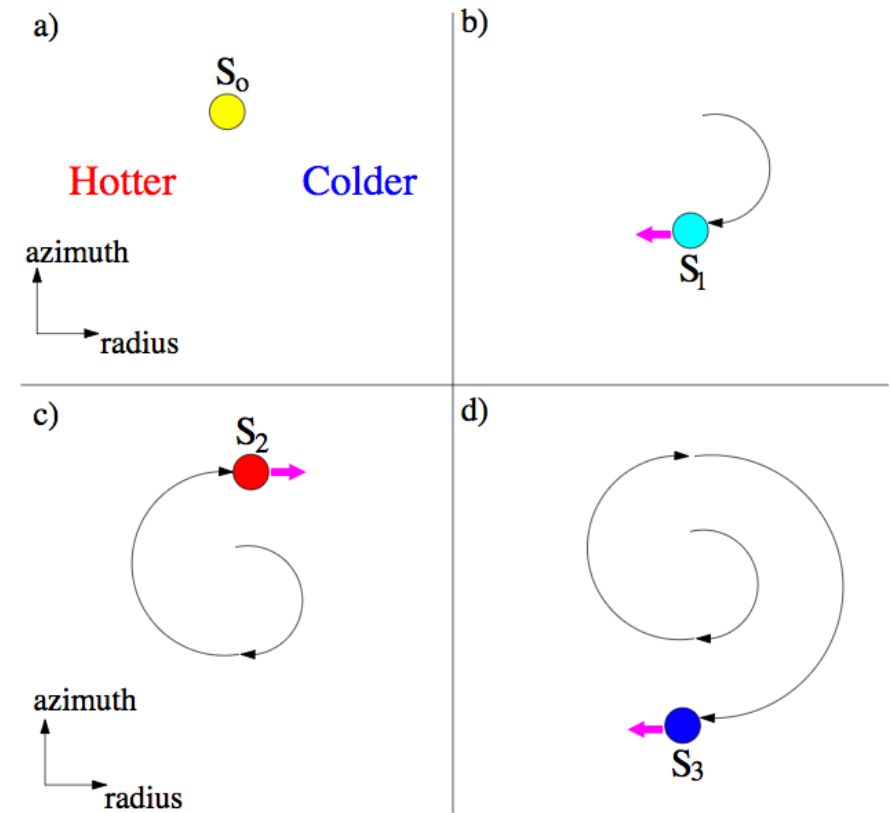 a)
So
Hotter
Colder
azimuth
radius
b)
S1
c)
S2
azimuth
radius
d)
S3